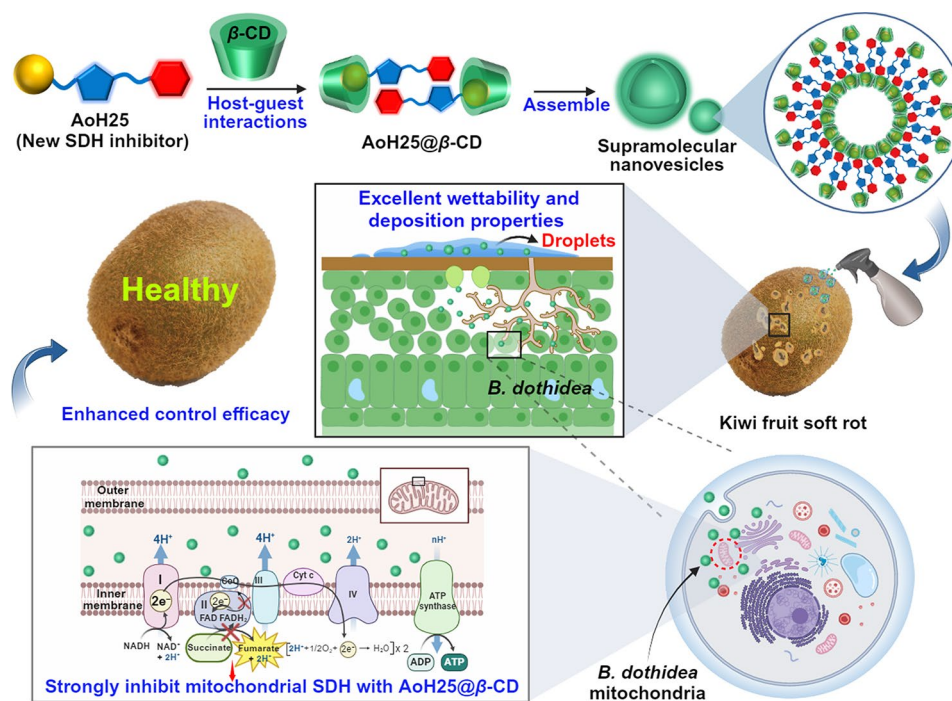 β-CD
AoH25
(New SDH inhibitor)
Host-guest
interactions
AoH25@β-CD
Assemble
Supramolecular
nanovesicles
Excellent wettability and
deposition properties
Droplets
B. dothidea
Healthy
Enhanced control efficacy
Kiwi fruit soft rot
Outer
membrane
Inner
membrane
4H⁺
4H⁺
2H⁺
nH⁺
I
2e⁻
CoQ
III
Cyt c
IV
ATP
synthase
II
2e⁻
FAD FADH₂
NADH
NAD⁺
+ 2H⁺
Succinate
Fumarate
+ 2H⁺
[2H⁺+1/2O₂+ 2e⁻ → H₂O] x 2
ADP
ATP
Strongly inhibit mitochondrial SDH with AoH25@β-CD
B. dothidea
mitochondria